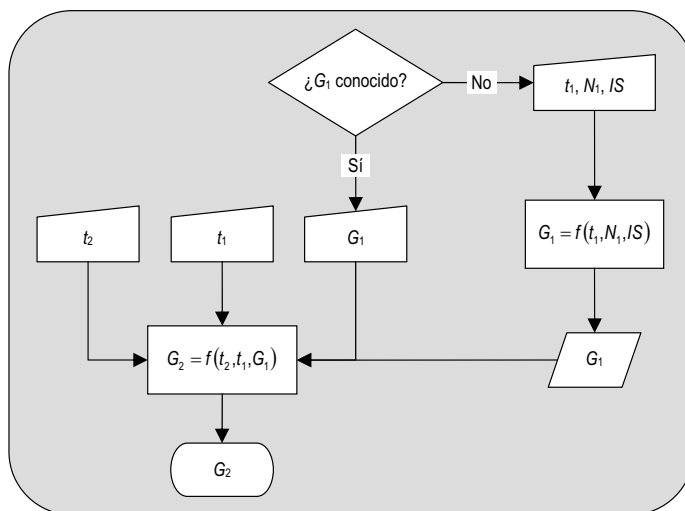 ¿G₁ conocido?
No
t₁, N₁, IS
Sí
t₂
t₁
G₁
G₁ = f(t₁,N₁,IS)
G₂ = f(t₂,t₁,G₁)
G₁
G₂